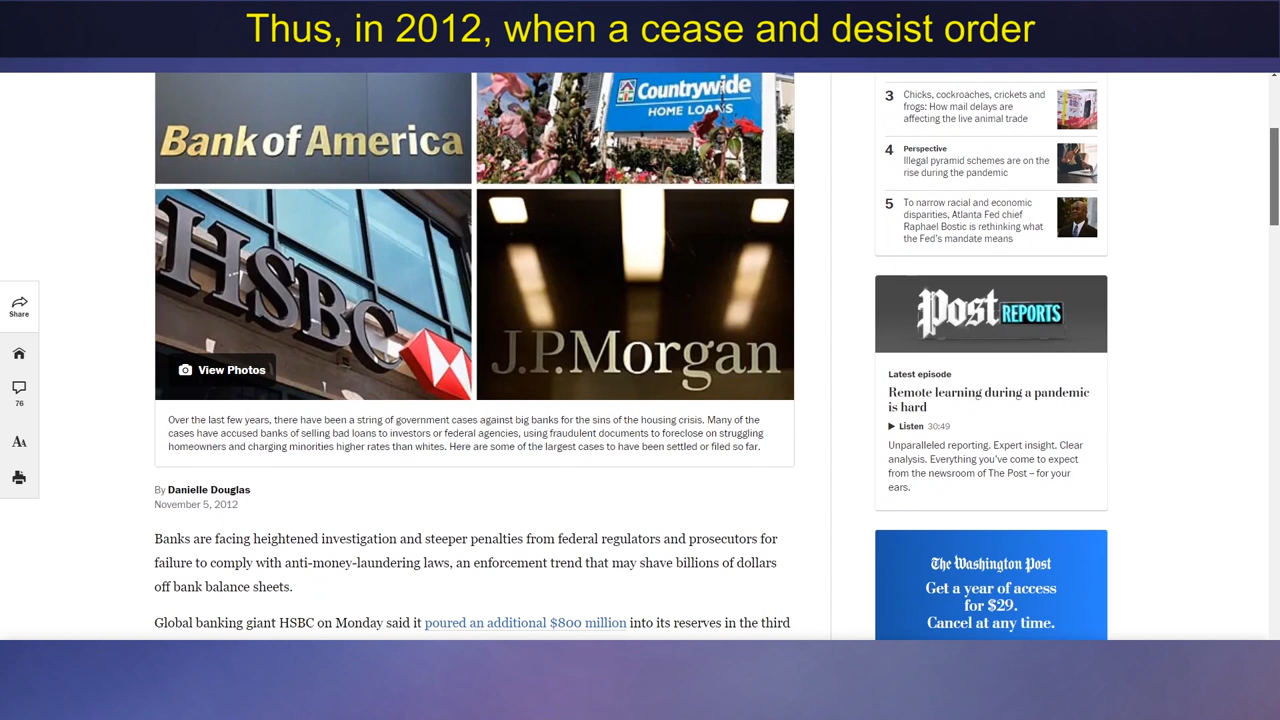 Thus, in 2012, when a cease and desist order
Bank of America
Countrywide
HOME LOANS
HSBC
J.P.Morgan
View Photos
Over the last few years, there have been a string of government cases against big banks for the sins of the housing crisis. Many of the
cases have accused banks of selling bad loans to investors or federal agencies, using fraudulent documents to foreclose on struggling
homeowners and charging minorities higher rates than whites. Here are some of the largest cases to have been settled or filed so far.
By Danielle Douglas
November 5, 2012
Banks are facing heightened investigation and steeper penalties from federal regulators and prosecutors for
failure to comply with anti-money-laundering laws, an enforcement trend that may shave billions of dollars
off bank balance sheets.
Global banking giant HSBC on Monday said it poured an additional $800 million into its reserves in the third
Share
76
AA
3
Chicks, cockroaches, crickets and
frogs: How mail delays are
affecting the live animal trade
4
Perspective
Illegal pyramid schemes are on the
rise during the pandemic
5
To narrow racial and economic
disparities, Atlanta Fed chief
Raphael Bostic is rethinking what
the Fed's mandate means
Post REPORTS
Latest episode
Remote learning during a pandemic
is hard
Listen 30:49
Unparalleled reporting. Expert insight. Clear
analysis. Everything you've come to expect
from the newsroom of The Post – for your
ears.
The Washington Post
Get a year of access
for $29.
Cancel at any time.